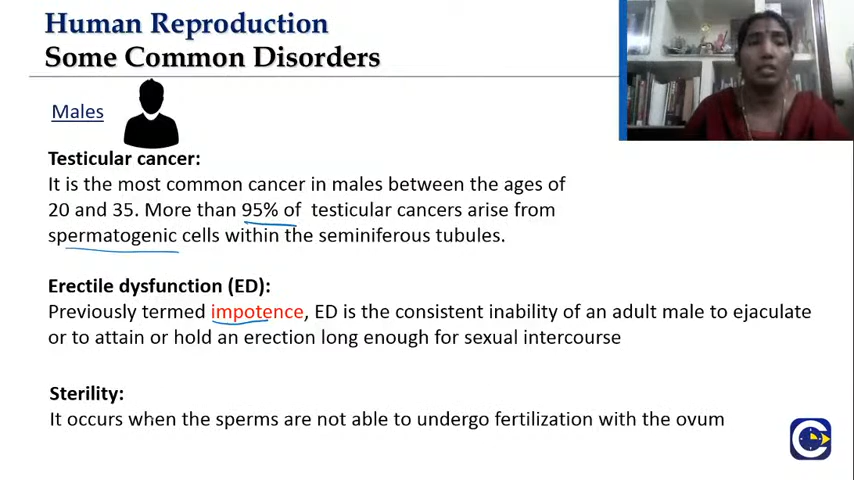 Human Reproduction
Some Common Disorders
Males
Testicular cancer:
It is the most common cancer in males between the ages of
20 and 35. More than 95% of testicular cancers arise from
spermatogenic cells within the seminiferous tubules.
Erectile dysfunction (ED):
Previously termed impotence, ED is the consistent inability of an adult male to ejaculate
or to attain or hold an erection long enough for sexual intercourse
Sterility:
It occurs when the sperms are not able to undergo fertilization with the ovum